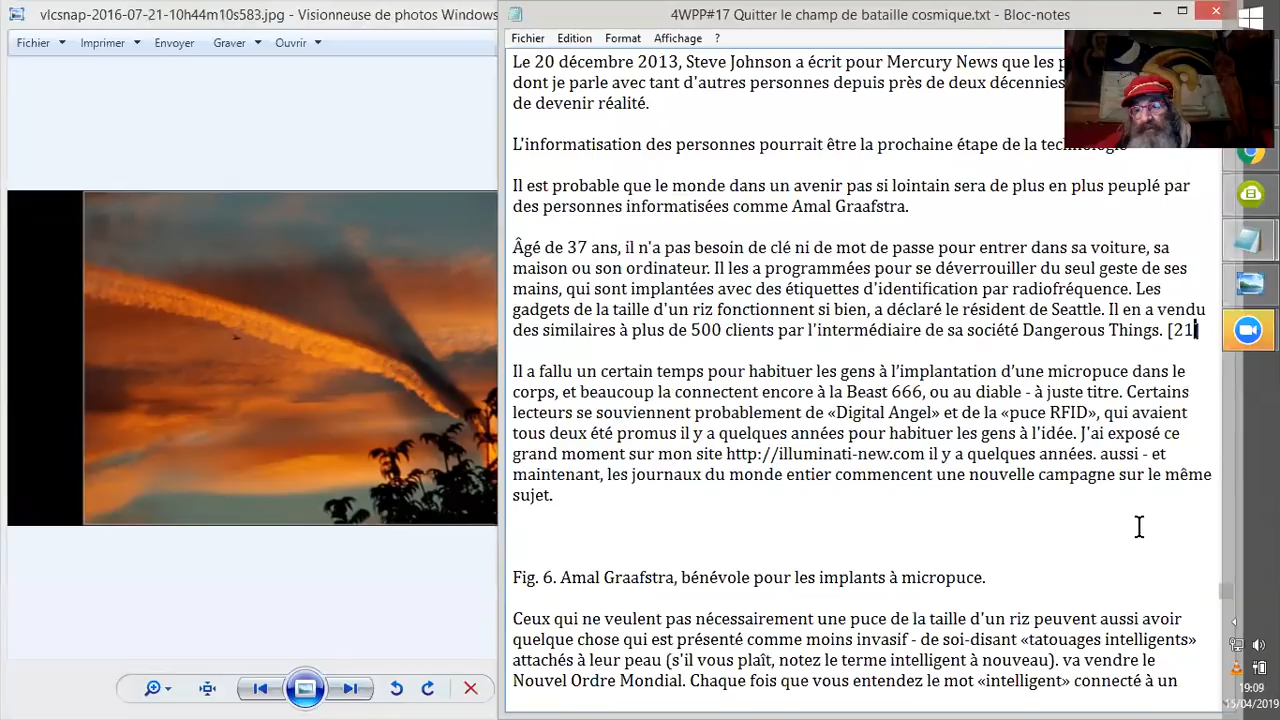 vlcsnap-2016-07-21-10h44m10s583.jpg - Visionneuse de photos Windows
Fichier Imprimer Envoyer Graver Ouvrir
4WPP#17 Quitter le champ de bataille cosmique.txt - Bloc-notes
Fichier Edition Format Affichage ?
Le 20 décembre 2013, Steve Johnson a écrit pour Mercury News que les
dont je parle avec tant d'autres personnes depuis près de deux décennies
de devenir réalité.
L'informatisation des personnes pourrait être la prochaine étape de la technologie
Il est probable que le monde dans un avenir pas si lointain sera de plus en plus peuplé par
des personnes informatisées comme Amal Graafstra.
Âgé de 37 ans, il n'a pas besoin de clé ni de mot de passe pour entrer dans sa voiture, sa
maison ou son ordinateur. Il les a programmées pour se déverrouiller du seul geste de ses
mains, qui sont implantées avec des étiquettes d'identification par radiofréquence. Les
gadgets de la taille d'un riz fonctionnent si bien, a déclaré le résident de Seattle. Il en a vendu
des similaires à plus de 500 clients par l'intermédiaire de sa société Dangerous Things. [21]
Il a fallu un certain temps pour habituer les gens à l'implantation d'une micropuce dans le
corps, et beaucoup la connectent encore à la Beast 666, ou au diable - à juste titre. Certains
lecteurs se souviennent probablement de «Digital Angel» et de la «puce RFID», qui avaient
tous deux été promus il y a quelques années pour habituer les gens à l'idée. J'ai exposé ce
grand moment sur mon site http://illuminati-new.com il y a quelques années. aussi - et
maintenant, les journaux du monde entier commencent une nouvelle campagne sur le même
sujet.
Fig. 6. Amal Graafstra, bénévole pour les implants à micropuce.
Ceux qui ne veulent pas nécessairement une puce de la taille d'un riz peuvent aussi avoir
quelque chose qui est présenté comme moins invasif - de soi-disant «tatouages intelligents»
attachés à leur peau (s'il vous plaît, notez le terme intelligent à nouveau). va vendre le
Nouvel Ordre Mondial. Chaque fois que vous entendez le mot «intelligent» connecté à un
19:09
15/04/2019